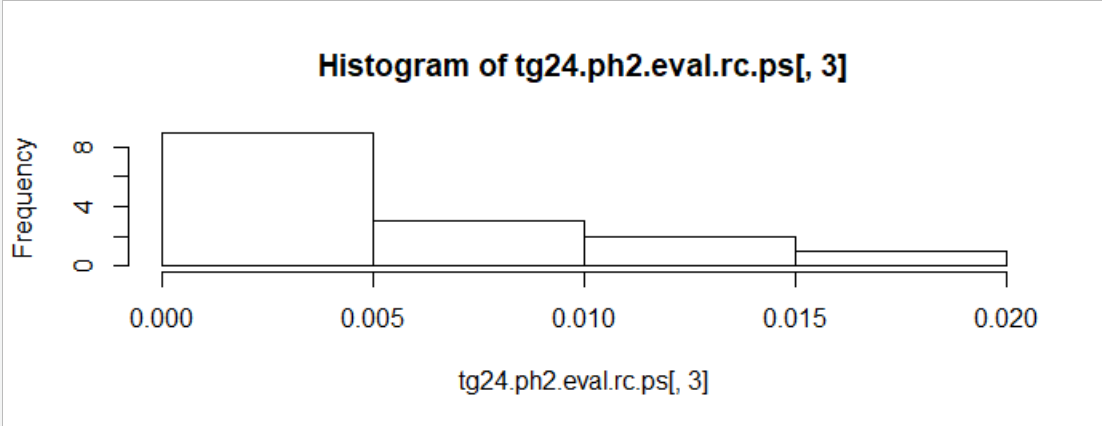 Histogram of tg24.ph2.eval.rc.ps[, 3]
Frequency
8
4
0
0.000 0.005 0.010 0.015 0.020
tg24.ph2.eval.rc.ps[, 3]